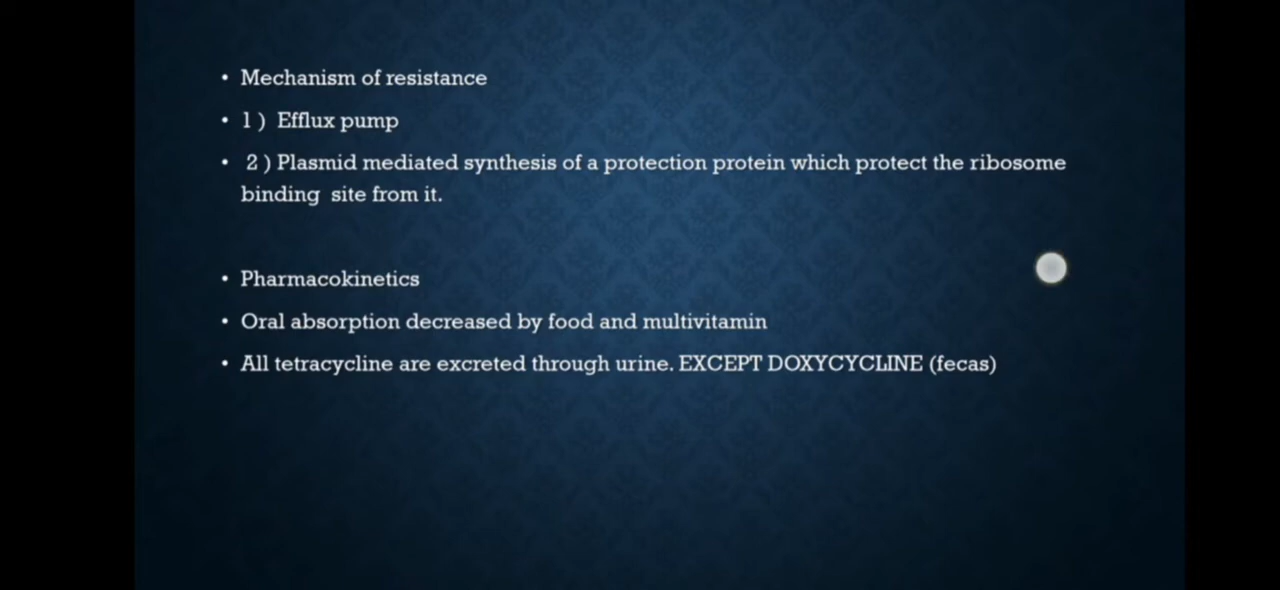 • Mechanism of resistance
• 1 ) Efflux pump
• 2 ) Plasmid mediated synthesis of a protection protein which protect the ribosome
binding site from it.
• Pharmacokinetics
• Oral absorption decreased by food and multivitamin
• All tetracycline are excreted through urine. EXCEPT DOXYCYCLINE (fecas)